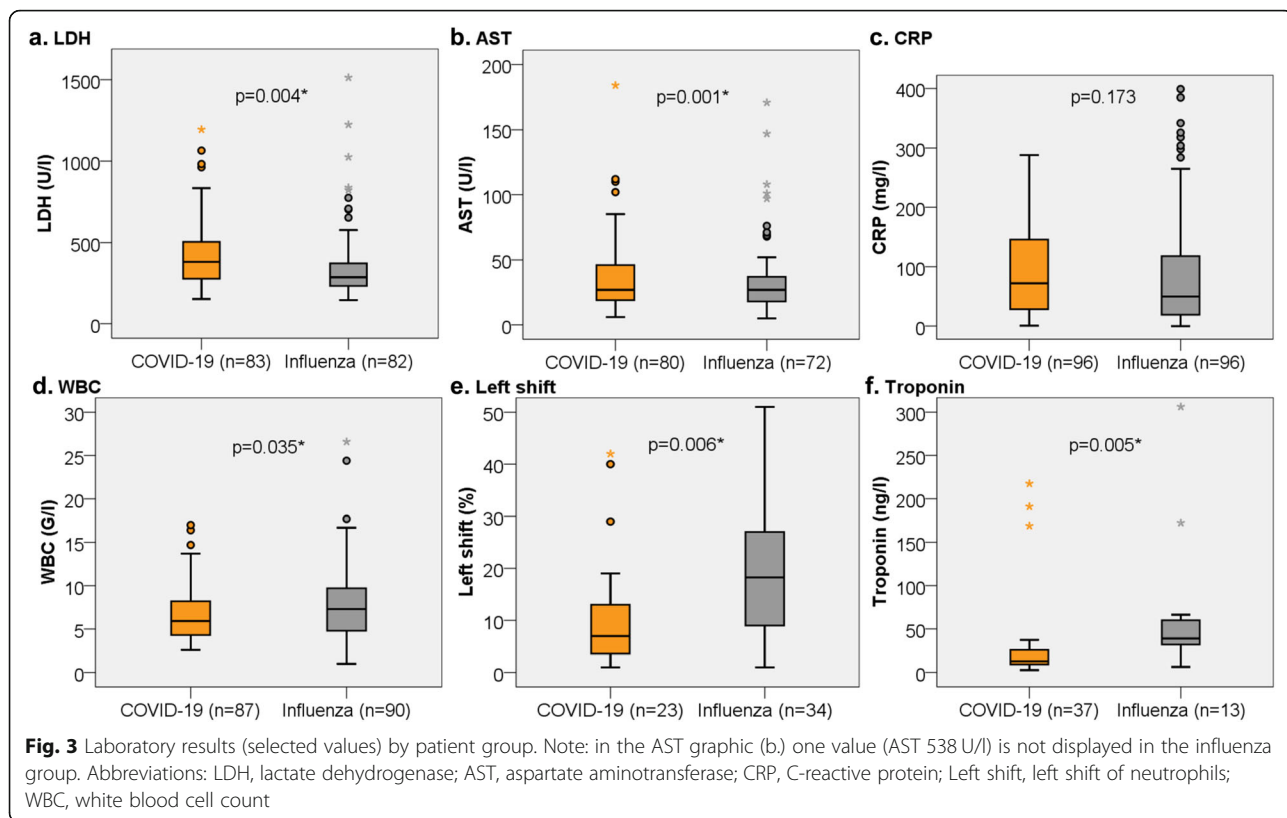 a. LDH
1500
1000
500
0
LDH (U/l)
p=0.004*
COVID-19 (n=83) Influenza (n=82)
b. AST
200
150
100
50
0
AST (U/l)
p=0.001*
COVID-19 (n=80) Influenza (n=72)
c. CRP
400
300
200
100
0
CRP (mg/l)
p=0.173
COVID-19 (n=96) Influenza (n=96)
d. WBC
30
25
20
15
10
5
0
WBC (G/l)
p=0.035*
COVID-19 (n=87) Influenza (n=90)
e. Left shift
50
40
30
20
10
0
Left shift (%)
p=0.006*
COVID-19 (n=23) Influenza (n=34)
f. Troponin
300
250
200
150
100
50
0
Troponin (ng/l)
p=0.005*
COVID-19 (n=37) Influenza (n=13)
Fig. 3 Laboratory results (selected values) by patient group. Note: in the AST graphic (b.) one value (AST 538 U/l) is not displayed in the influenza
group. Abbreviations: LDH, lactate dehydrogenase; AST, aspartate aminotransferase; CRP, C-reactive protein; Left shift, left shift of neutrophils;
WBC, white blood cell count